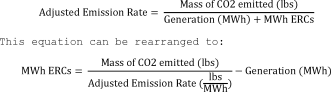 Adjusted Emission Rate = Mass of CO2 emitted (lbs) / Generation (MWh) + MWh ERCs
This equation can be rearranged to:
MWh ERCs = Mass of CO2 emitted (lbs) / Adjusted Emission Rate (lbs/MWh) − Generation (MWh)